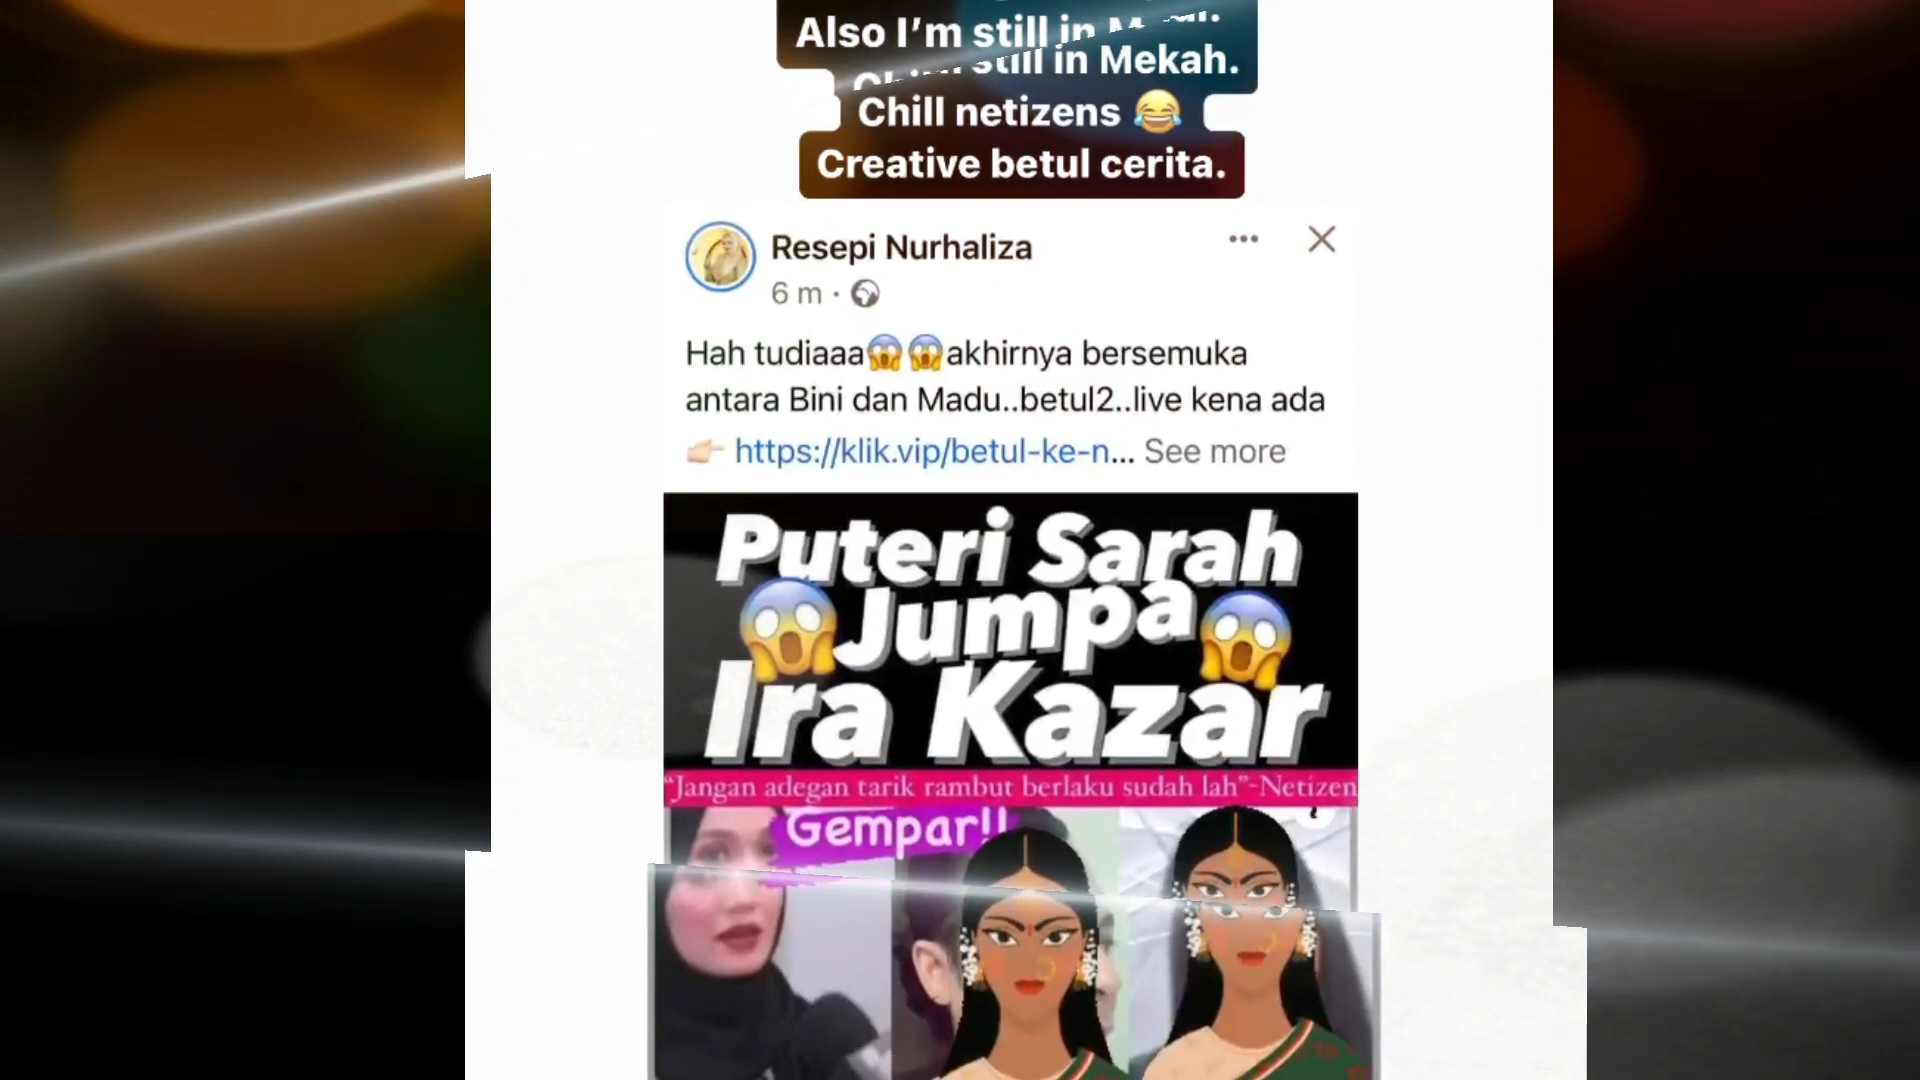 Also I'm still in
still in Mekah.
Chill netizens 😂
Creative betul cerita.
Resepi Nurhaliza
6 m ·
Hah tudiaaa😱😱akhirnya bersemuka
antara Bini dan Madu..betul2..live kena ada
👉🏻 https://klik.vip/betul-ke-n... See more
Puteri Sarah
😱Jumpa😱
Ira Kazar
“Jangan adegan tarik rambut berlaku sudah lah”-Netizen
Gempar!!